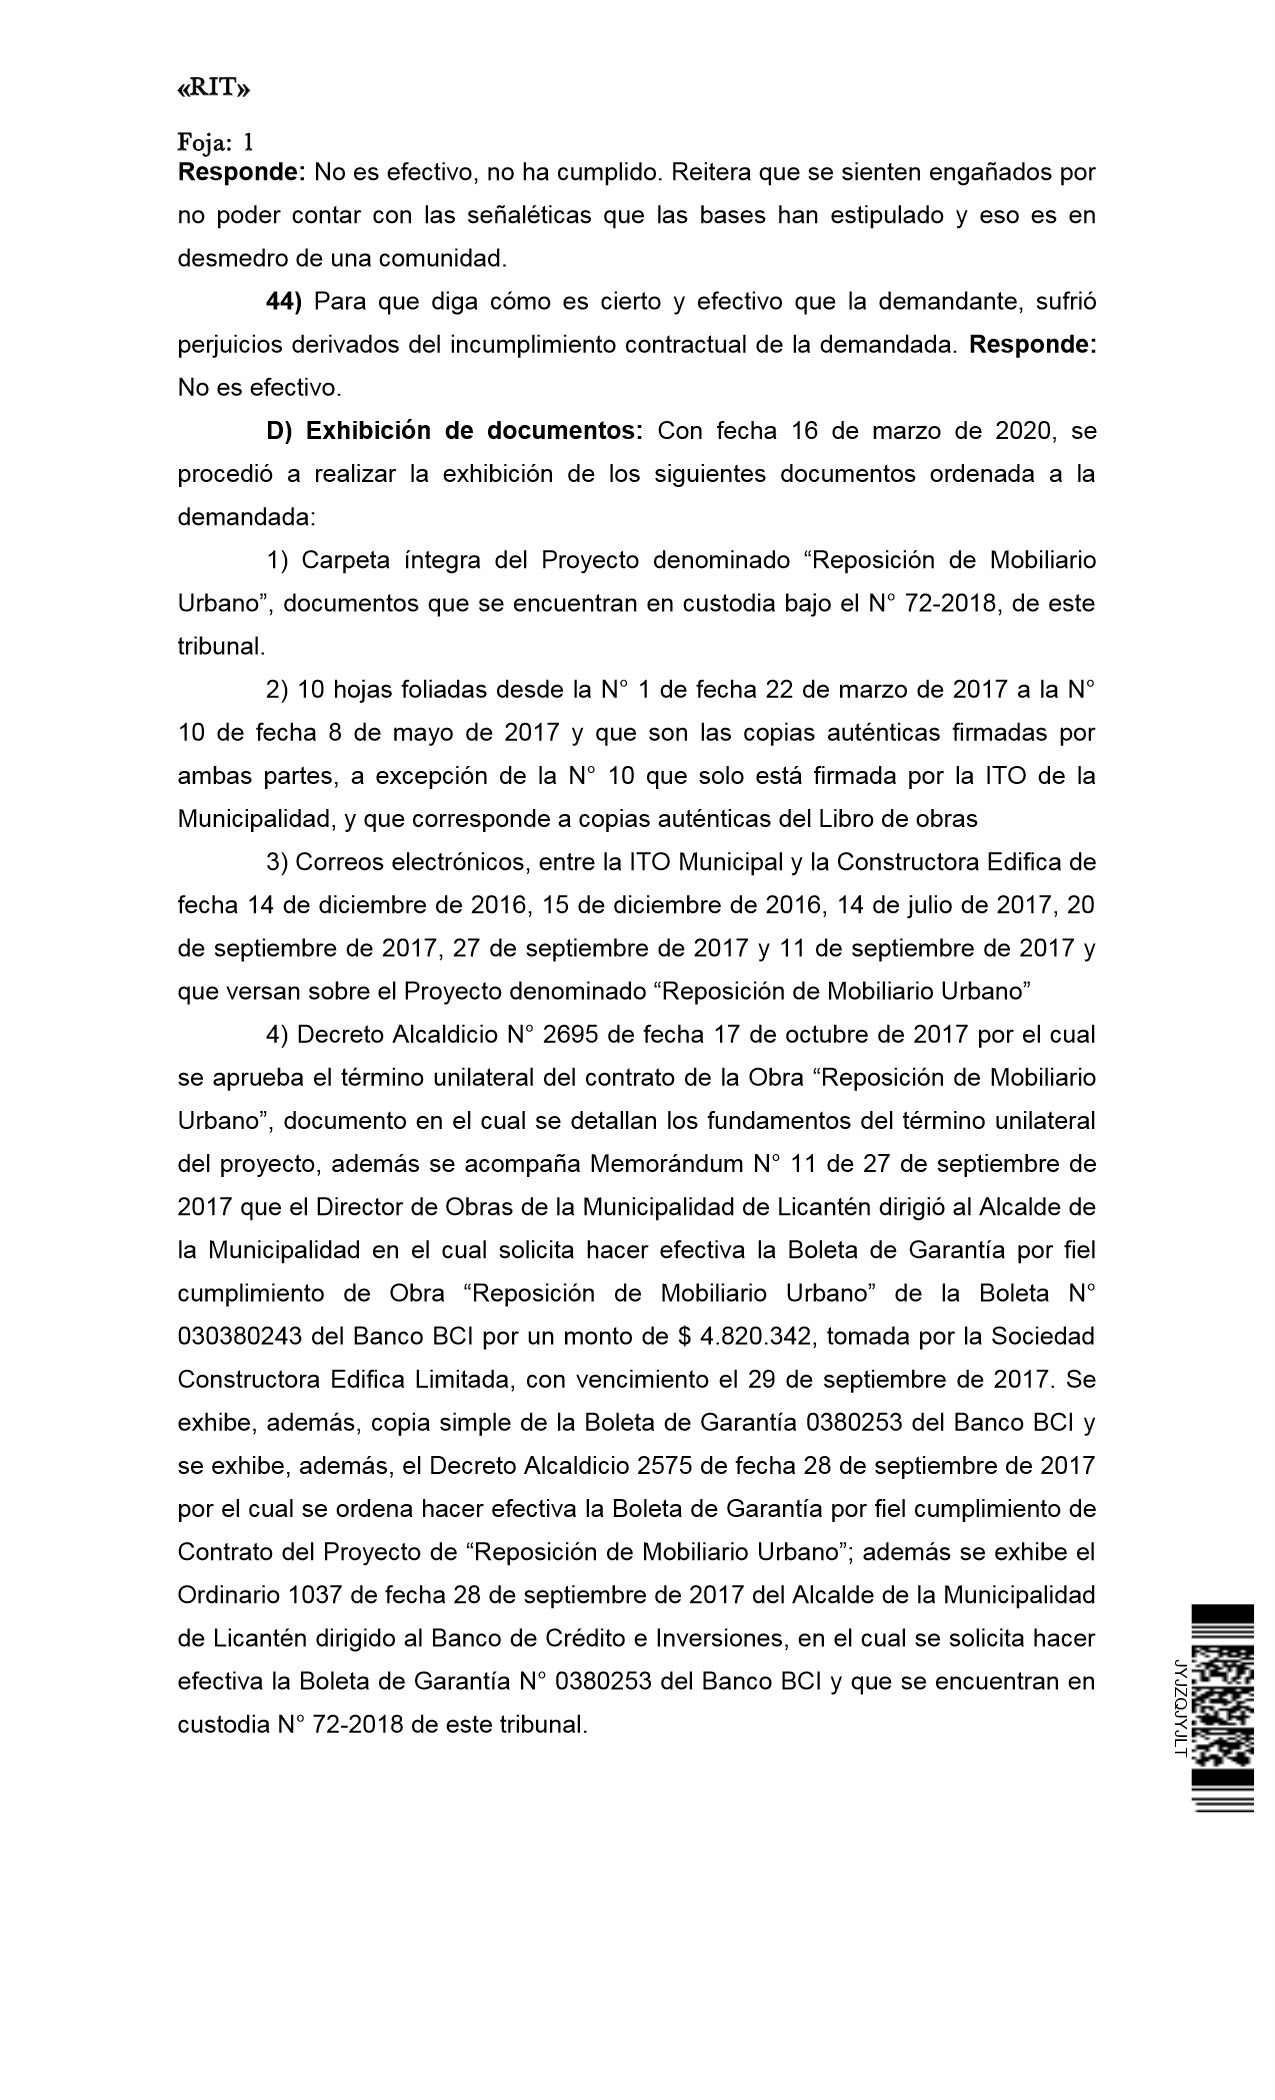 «RIT»
Foja: 1
Responde: No es efectivo, no ha cumplido. Reitera que se sienten engañados por
no poder contar con las señaléticas que las bases han estipulado y eso es en
desmedro de una comunidad.
44) Para que diga cómo es cierto y efectivo que la demandante, sufrió
perjuicios derivados del incumplimiento contractual de la demandada. Responde:
No es efectivo.
D) Exhibición de documentos: Con fecha 16 de marzo de 2020, se
procedió a realizar la exhibición de los siguientes documentos ordenada a la
demandada:
1) Carpeta íntegra del Proyecto denominado “Reposición de Mobiliario
Urbano”, documentos que se encuentran en custodia bajo el N° 72-2018, de este
tribunal.
2) 10 hojas foliadas desde la N° 1 de fecha 22 de marzo de 2017 a la N°
10 de fecha 8 de mayo de 2017 y que son las copias auténticas firmadas por
ambas partes, a excepción de la N° 10 que solo está firmada por la ITO de la
Municipalidad, y que corresponde a copias auténticas del Libro de obras
3) Correos electrónicos, entre la ITO Municipal y la Constructora Edifica de
fecha 14 de diciembre de 2016, 15 de diciembre de 2016, 14 de julio de 2017, 20
de septiembre de 2017, 27 de septiembre de 2017 y 11 de septiembre de 2017 y
que versan sobre el Proyecto denominado “Reposición de Mobiliario Urbano”
4) Decreto Alcaldicio N° 2695 de fecha 17 de octubre de 2017 por el cual
se aprueba el término unilateral del contrato de la Obra “Reposición de Mobiliario
Urbano”, documento en el cual se detallan los fundamentos del término unilateral
del proyecto, además se acompaña Memorándum N° 11 de 27 de septiembre de
2017 que el Director de Obras de la Municipalidad de Licantén dirigió al Alcalde de
la Municipalidad en el cual solicita hacer efectiva la Boleta de Garantía por fiel
cumplimiento de Obra “Reposición de Mobiliario Urbano” de la Boleta N°
030380243 del Banco BCI por un monto de $ 4.820.342, tomada por la Sociedad
Constructora Edifica Limitada, con vencimiento el 29 de septiembre de 2017. Se
exhibe, además, copia simple de la Boleta de Garantía 0380253 del Banco BCI y
se exhibe, además, el Decreto Alcaldicio 2575 de fecha 28 de septiembre de 2017
por el cual se ordena hacer efectiva la Boleta de Garantía por fiel cumplimiento de
Contrato del Proyecto de “Reposición de Mobiliario Urbano”; además se exhibe el
Ordinario 1037 de fecha 28 de septiembre de 2017 del Alcalde de la Municipalidad
de Licantén dirigido al Banco de Crédito e Inversiones, en el cual se solicita hacer
efectiva la Boleta de Garantía N° 0380253 del Banco BCI y que se encuentran en
custodia N° 72-2018 de este tribunal.
JYJZQJYJLT